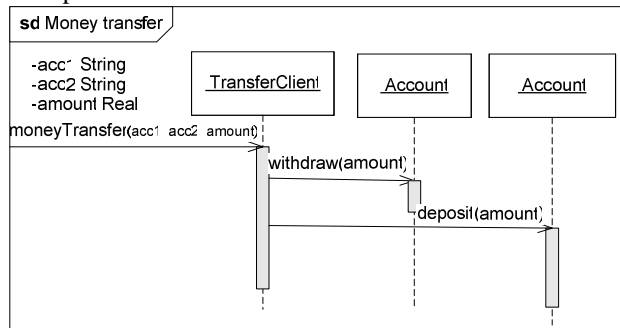 sd Money transfer
-acc1 String
-acc2 String
-amount Real
TransferClient
Account
Account
moneyTransfer(acc1 acc2 amount)
withdraw(amount)
deposit(amount)